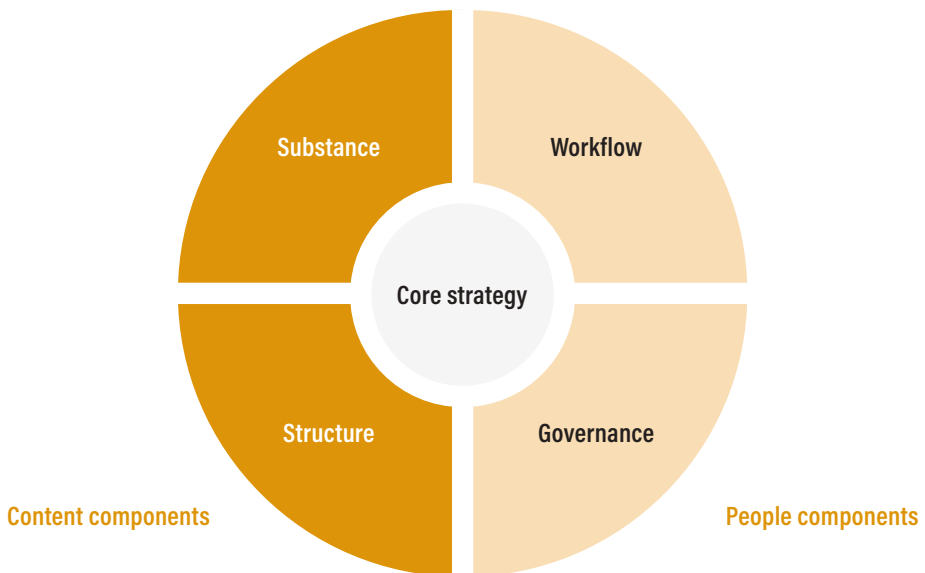 Substance
Workflow
Core strategy
Structure
Governance
Content components
People components